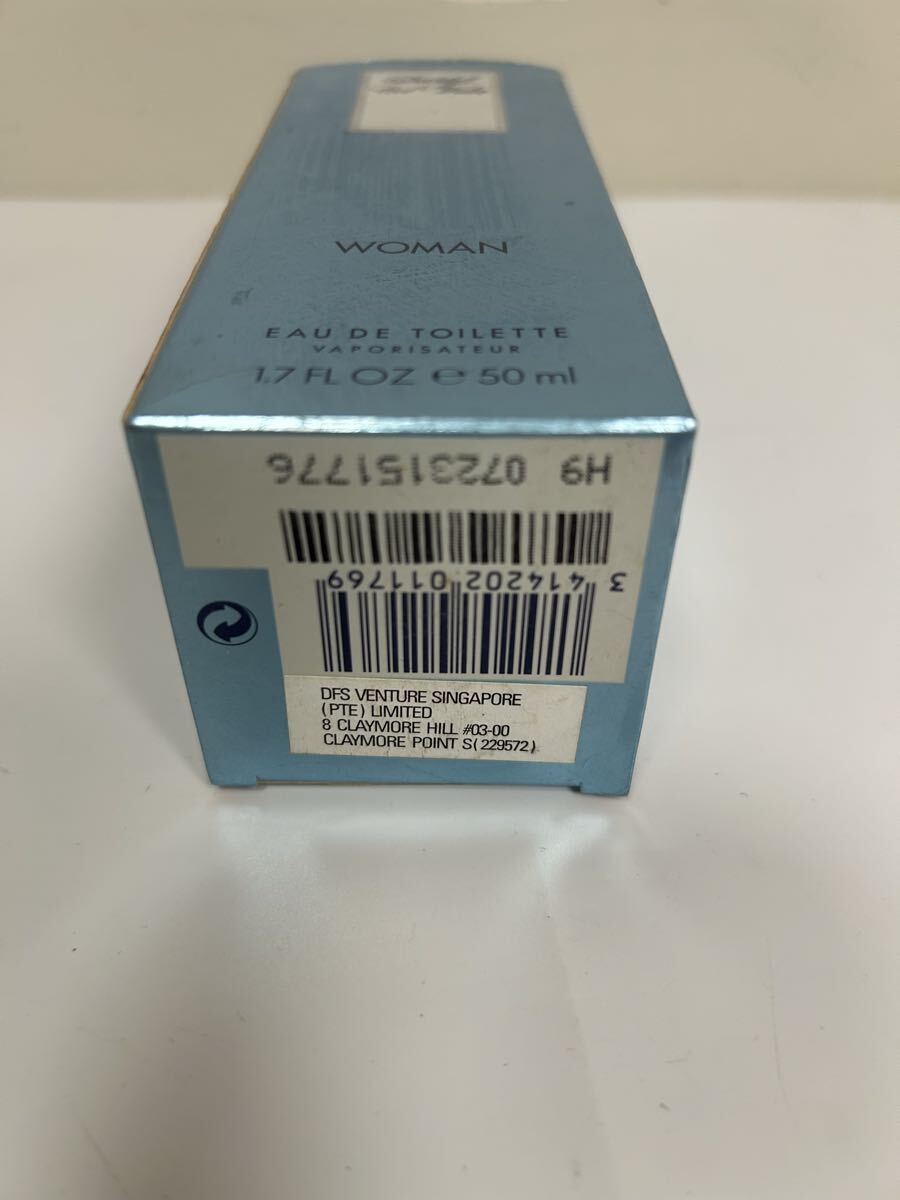 WOMAN
EAU DE TOILETTE
VAPORISATEUR
1.7 FL OZ e 50 ml
H9 0723151776
3 414202 011769
DFS VENTURE SINGAPORE
(PTE) LIMITED
8 CLAYMORE HILL #03-00
CLAYMORE POINT S(229572)